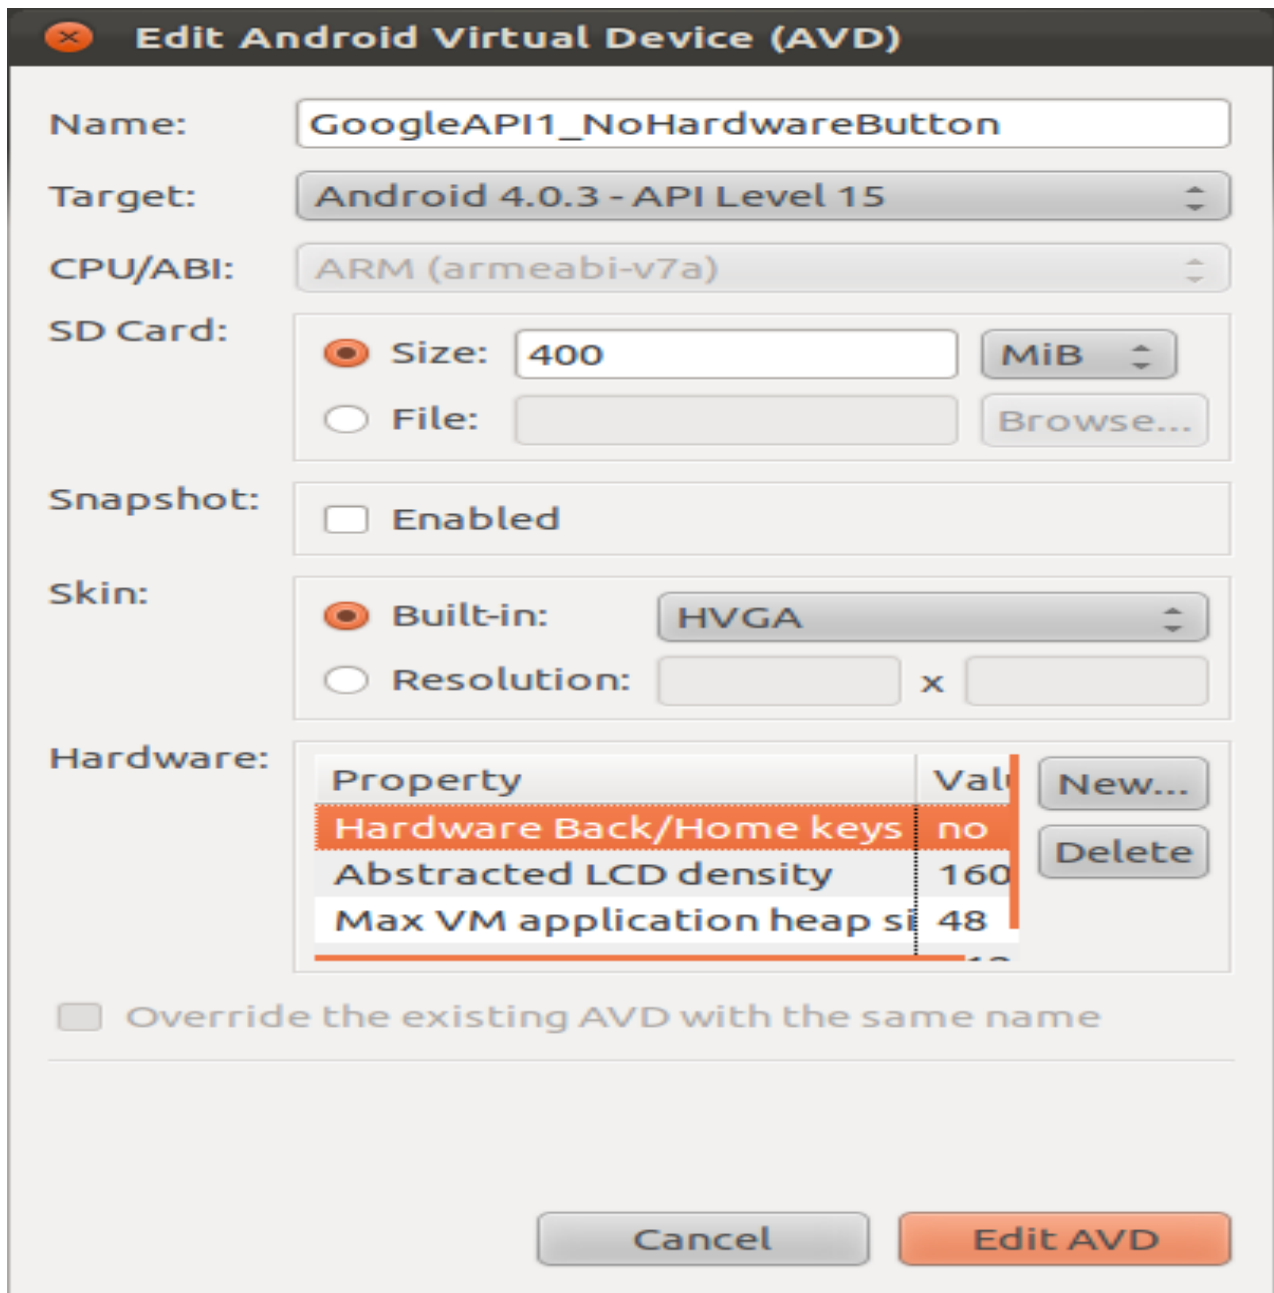 Edit Android Virtual Device (AVD)
Name: GoogleAPI1_NoHardwareButton
Target: Android 4.0.3 - API Level 15
CPU/ABI: ARM (armeabi-v7a)
SD Card:
Size: 400 MiB
File: Browse...
Snapshot:
Enabled
Skin:
Built-in: HVGA
Resolution: x
Hardware:
Property Valu New...
Hardware Back/Home keys no
Delete
Abstracted LCD density 160
Max VM application heap si 48
Override the existing AVD with the same name
Cancel Edit AVD